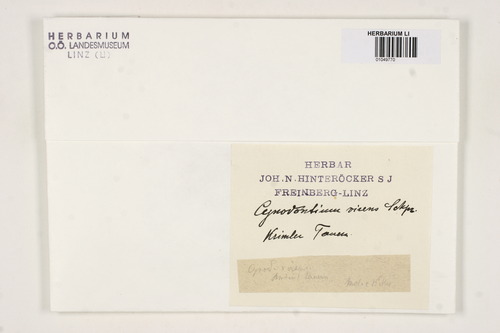 HERBARIUM
O.Ö. LANDESMUSEUM
LINZ (LI)
HERBARIUM LI
01049770
HERBAR
JOH. N. HINTERÖCKER S J
FREINBERG-LINZ
Cynodontium virens Schpr.
Krimler Tauern.